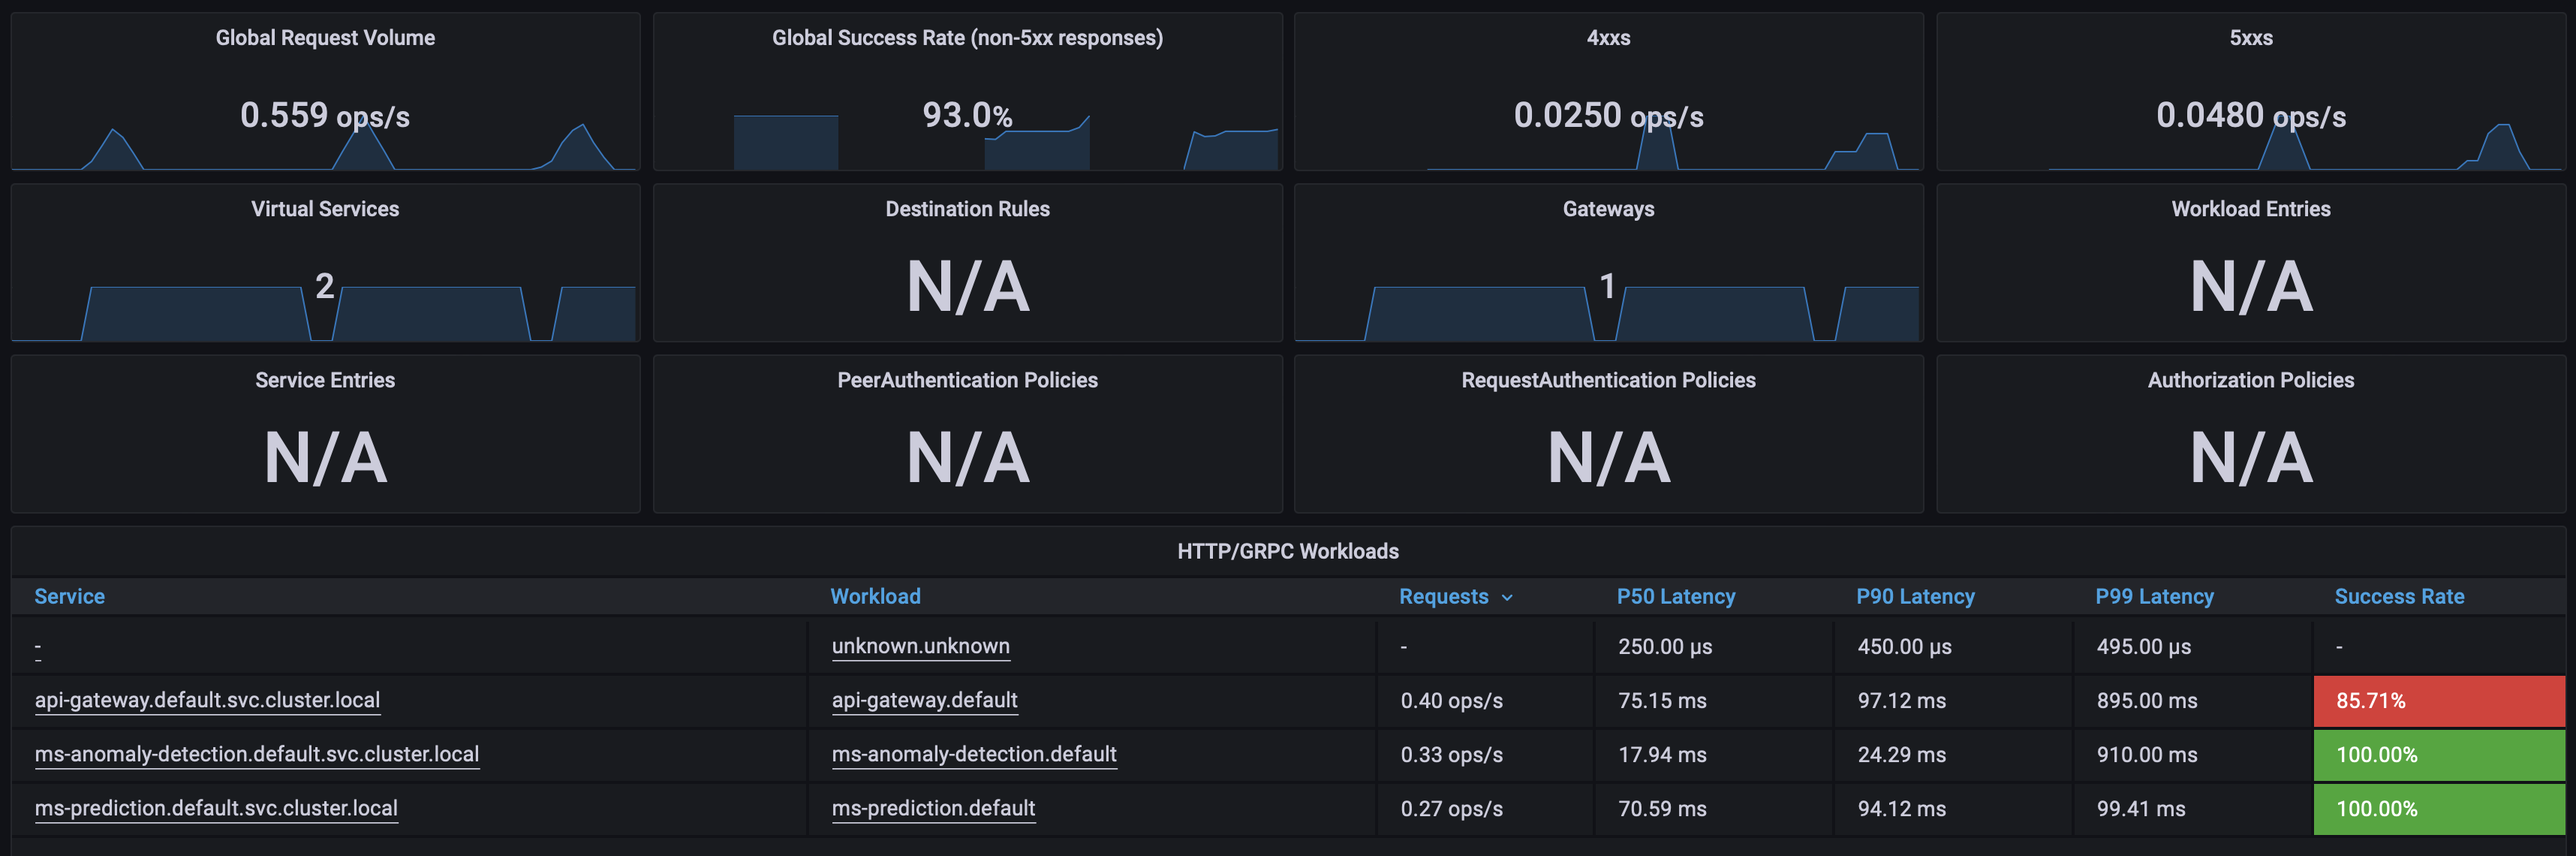 Global Request Volume
0.559 ops/s
Global Success Rate (non-5xx responses)
93.0%
4xxs
0.0250 ops/s
5xxs
0.0480 ops/s
Virtual Services
2
Destination Rules
N/A
Gateways
1
Workload Entries
N/A
Service Entries
N/A
PeerAuthentication Policies
N/A
RequestAuthentication Policies
N/A
Authorization Policies
N/A
HTTP/GRPC Workloads
Service Workload Requests P50 Latency P90 Latency P99 Latency Success Rate
- unknown.unknown - 250.00 µs 450.00 µs 495.00 µs -
api-gateway.default.svc.cluster.local api-gateway.default 0.40 ops/s 75.15 ms 97.12 ms 895.00 ms 85.71%
ms-anomaly-detection.default.svc.cluster.local ms-anomaly-detection.default 0.33 ops/s 17.94 ms 24.29 ms 910.00 ms 100.00%
ms-prediction.default.svc.cluster.local ms-prediction.default 0.27 ops/s 70.59 ms 94.12 ms 99.41 ms 100.00%